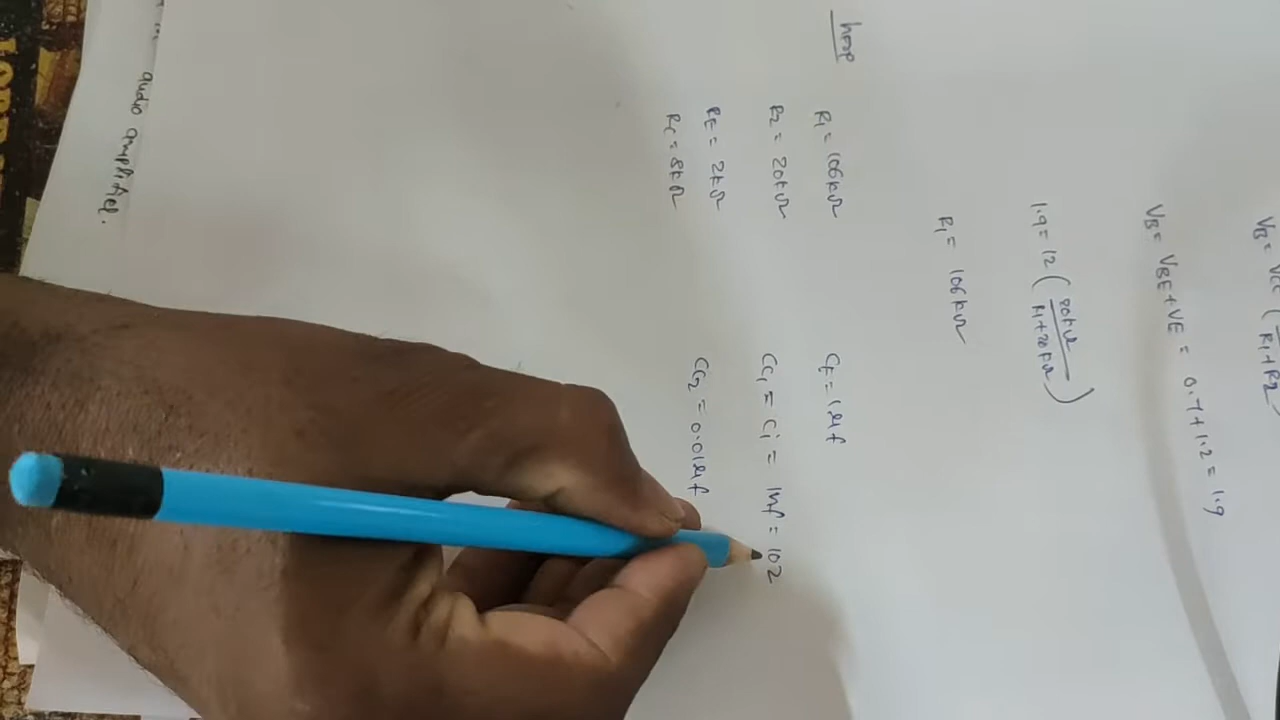 VB = VCC (
R1+R2
VB = VBE+VE = 0.7+1.2 = 1.9
1.9 = 12 ( 20kΩ / R1+20kΩ )
R1 = 106kΩ
R1 = 106kΩ
R2 = 20kΩ
RE = 2kΩ
RC = 8kΩ
CE = 1μf
CC1 = Ci = 1nf = 102
CC2 = 0.01μf
audio amplifier.